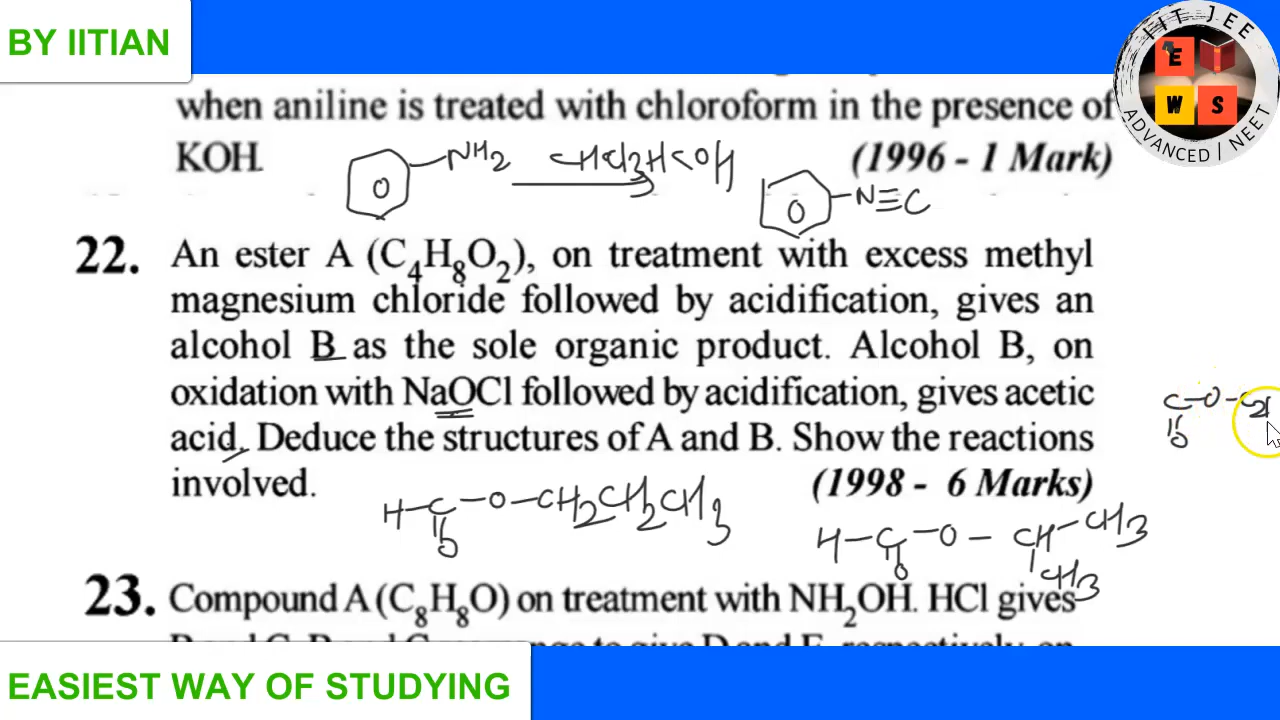 BY IITIAN
IIT JEE
E
W S
ADVANCED | NEET
when aniline is treated with chloroform in the presence of
KOH. (1996 - 1 Mark)
NH2 CHCl3 KOH
N≡C
22. An ester A (C4H8O2), on treatment with excess methyl
magnesium chloride followed by acidification, gives an
alcohol B as the sole organic product. Alcohol B, on
oxidation with NaOCl followed by acidification, gives acetic
acid. Deduce the structures of A and B. Show the reactions
involved. (1998 - 6 Marks)
C-O-
O
H-C-O-CH2CH2CH3
O
H-C-O-CH-CH3
O CH3
23. Compound A (C8H8O) on treatment with NH2OH. HCl gives
EASIEST WAY OF STUDYING